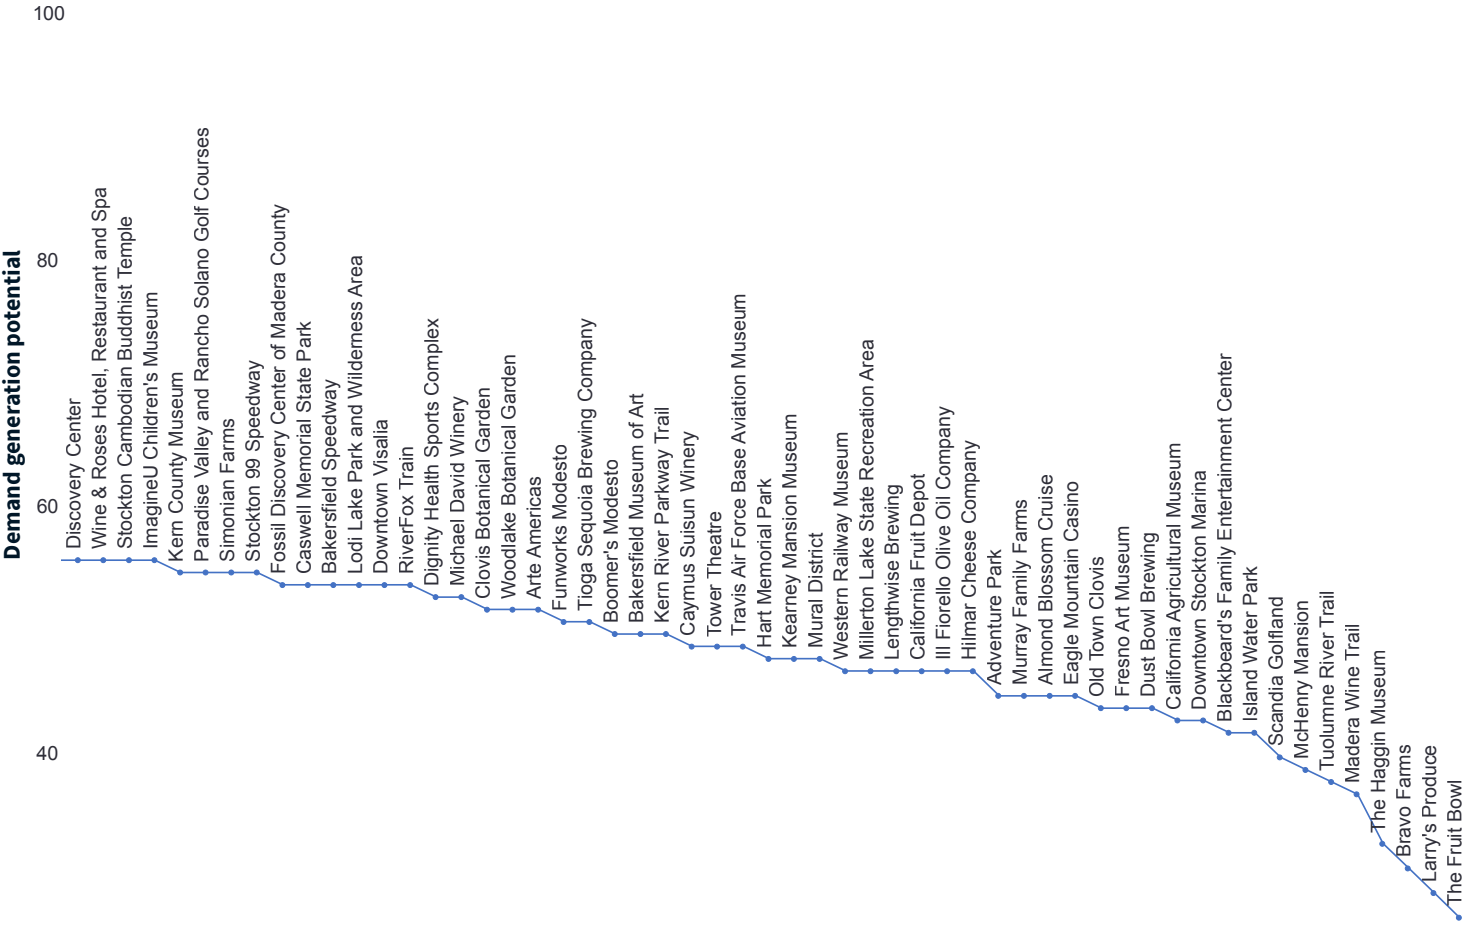 100
80
60
40
Demand generation potential
Discovery Center
Wine & Roses Hotel, Restaurant and Spa
Stockton Cambodian Buddhist Temple
ImagineU Children's Museum
Kern County Museum
Paradise Valley and Rancho Solano Golf Courses
Simonian Farms
Stockton 99 Speedway
Fossil Discovery Center of Madera County
Caswell Memorial State Park
Bakersfield Speedway
Lodi Lake Park and Wilderness Area
Downtown Visalia
RiverFox Train
Dignity Health Sports Complex
Michael David Winery
Clovis Botanical Garden
Woodlake Botanical Garden
Arte Americas
Funworks Modesto
Tioga Sequoia Brewing Company
Boomer's Modesto
Bakersfield Museum of Art
Kern River Parkway Trail
Caymus Suisun Winery
Tower Theatre
Travis Air Force Base Aviation Museum
Hart Memorial Park
Kearney Mansion Museum
Mural District
Western Railway Museum
Millerton Lake State Recreation Area
Lengthwise Brewing
California Fruit Depot
Ill Fiorello Olive Oil Company
Hilmar Cheese Company
Adventure Park
Murray Family Farms
Almond Blossom Cruise
Eagle Mountain Casino
Old Town Clovis
Fresno Art Museum
Dust Bowl Brewing
California Agricultural Museum
Downtown Stockton Marina
Blackbeard's Family Entertainment Center
Island Water Park
Scandia Golfland
McHenry Mansion
Tuolumne River Trail
Madera Wine Trail
The Haggin Museum
Bravo Farms
Larry's Produce
The Fruit Bowl